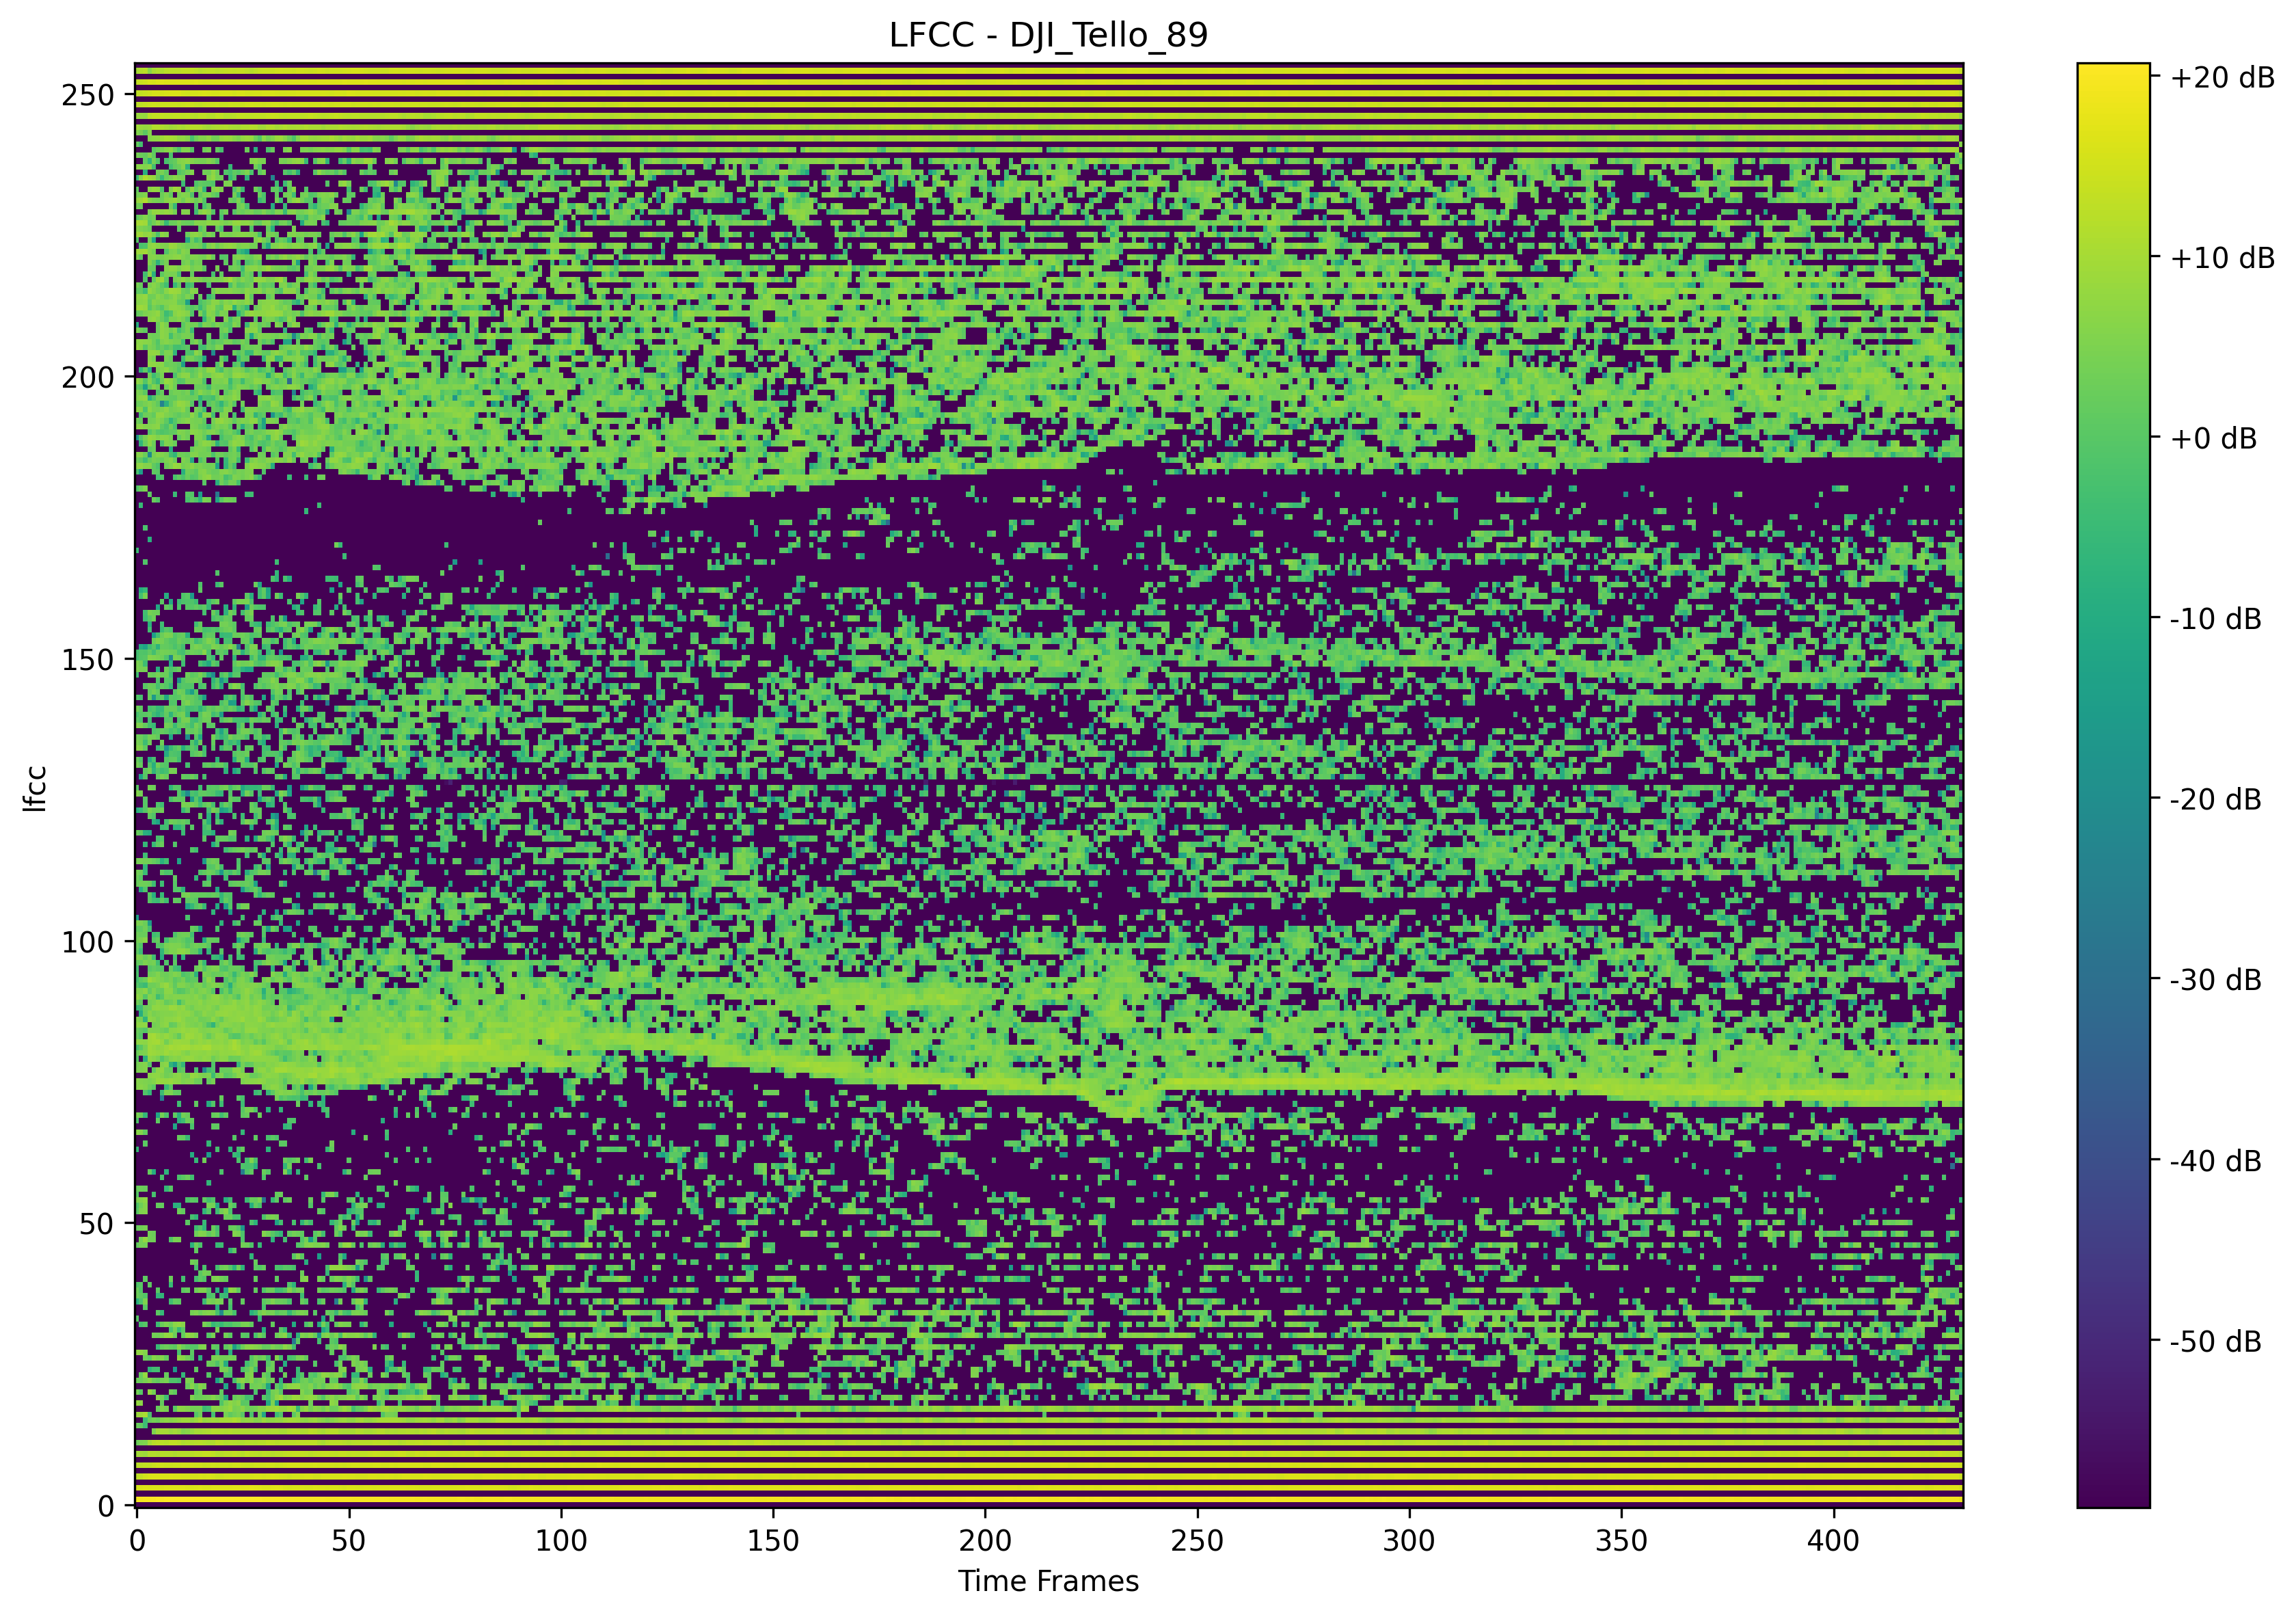 LFCC - DJI_Tello_89
lfcc
250
200
150
100
50
0
0 50 100 150 200 250 300 350 400
Time Frames
+20 dB
+10 dB
+0 dB
-10 dB
-20 dB
-30 dB
-40 dB
-50 dB